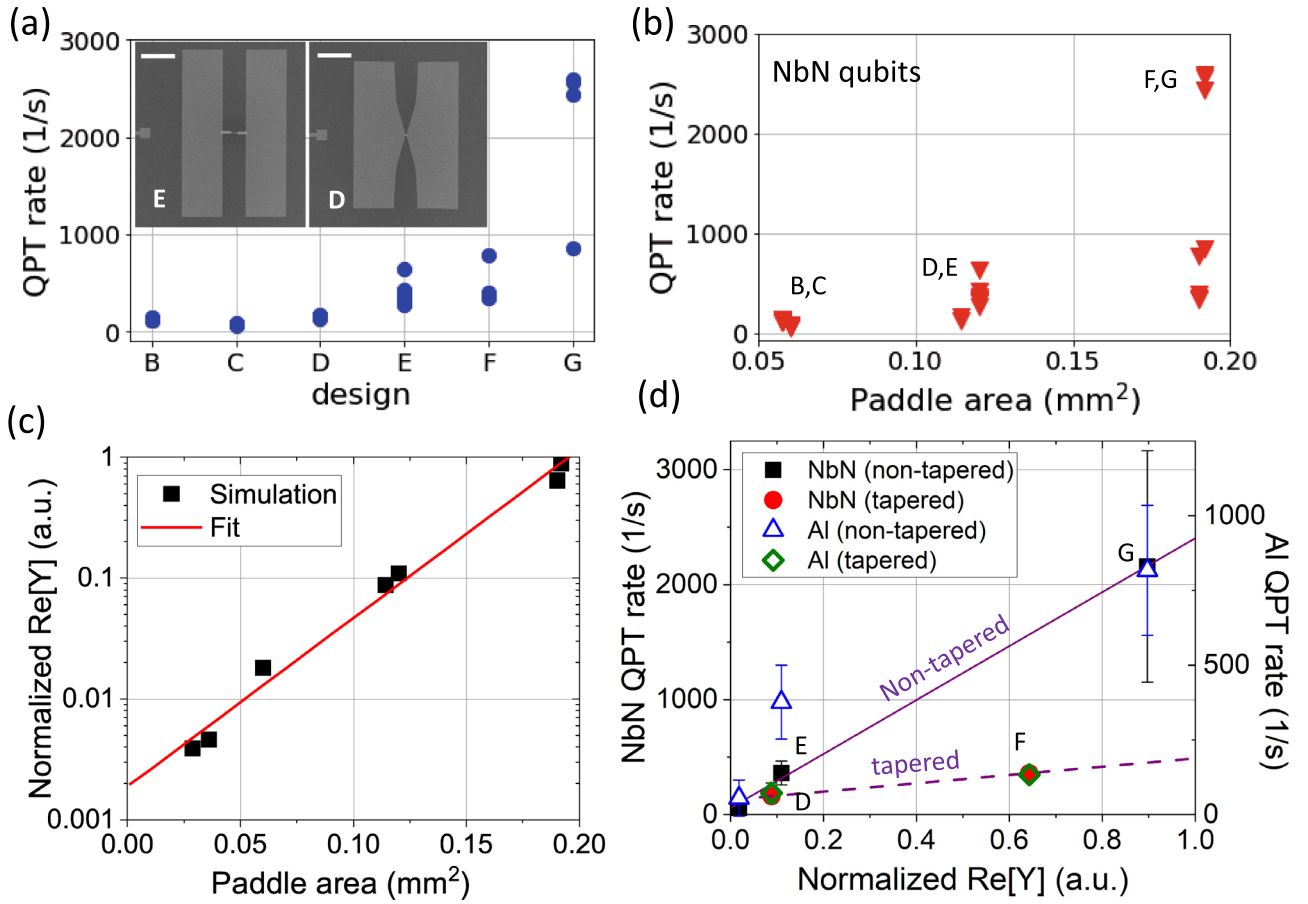 (a)
3000
2000
1000
0
QPT rate (1/s)
E
D
B C D E F G
design
(b)
3000
2000
1000
0
QPT rate (1/s)
NbN qubits
F,G
D,E
B,C
0.05 0.10 0.15 0.20
Paddle area (mm²)
(c)
1
0.1
0.01
0.001
Normalized Re[Y] (a.u.)
Simulation
Fit
0.00 0.05 0.10 0.15 0.20
Paddle area (mm²)
(d)
3000
2000
1000
0
NbN QPT rate (1/s)
NbN (non-tapered)
NbN (tapered)
Al (non-tapered)
Al (tapered)
G
Non-tapered
E
F
tapered
D
1000
500
0
Al QPT rate (1/s)
0.0 0.2 0.4 0.6 0.8 1.0
Normalized Re[Y] (a.u.)